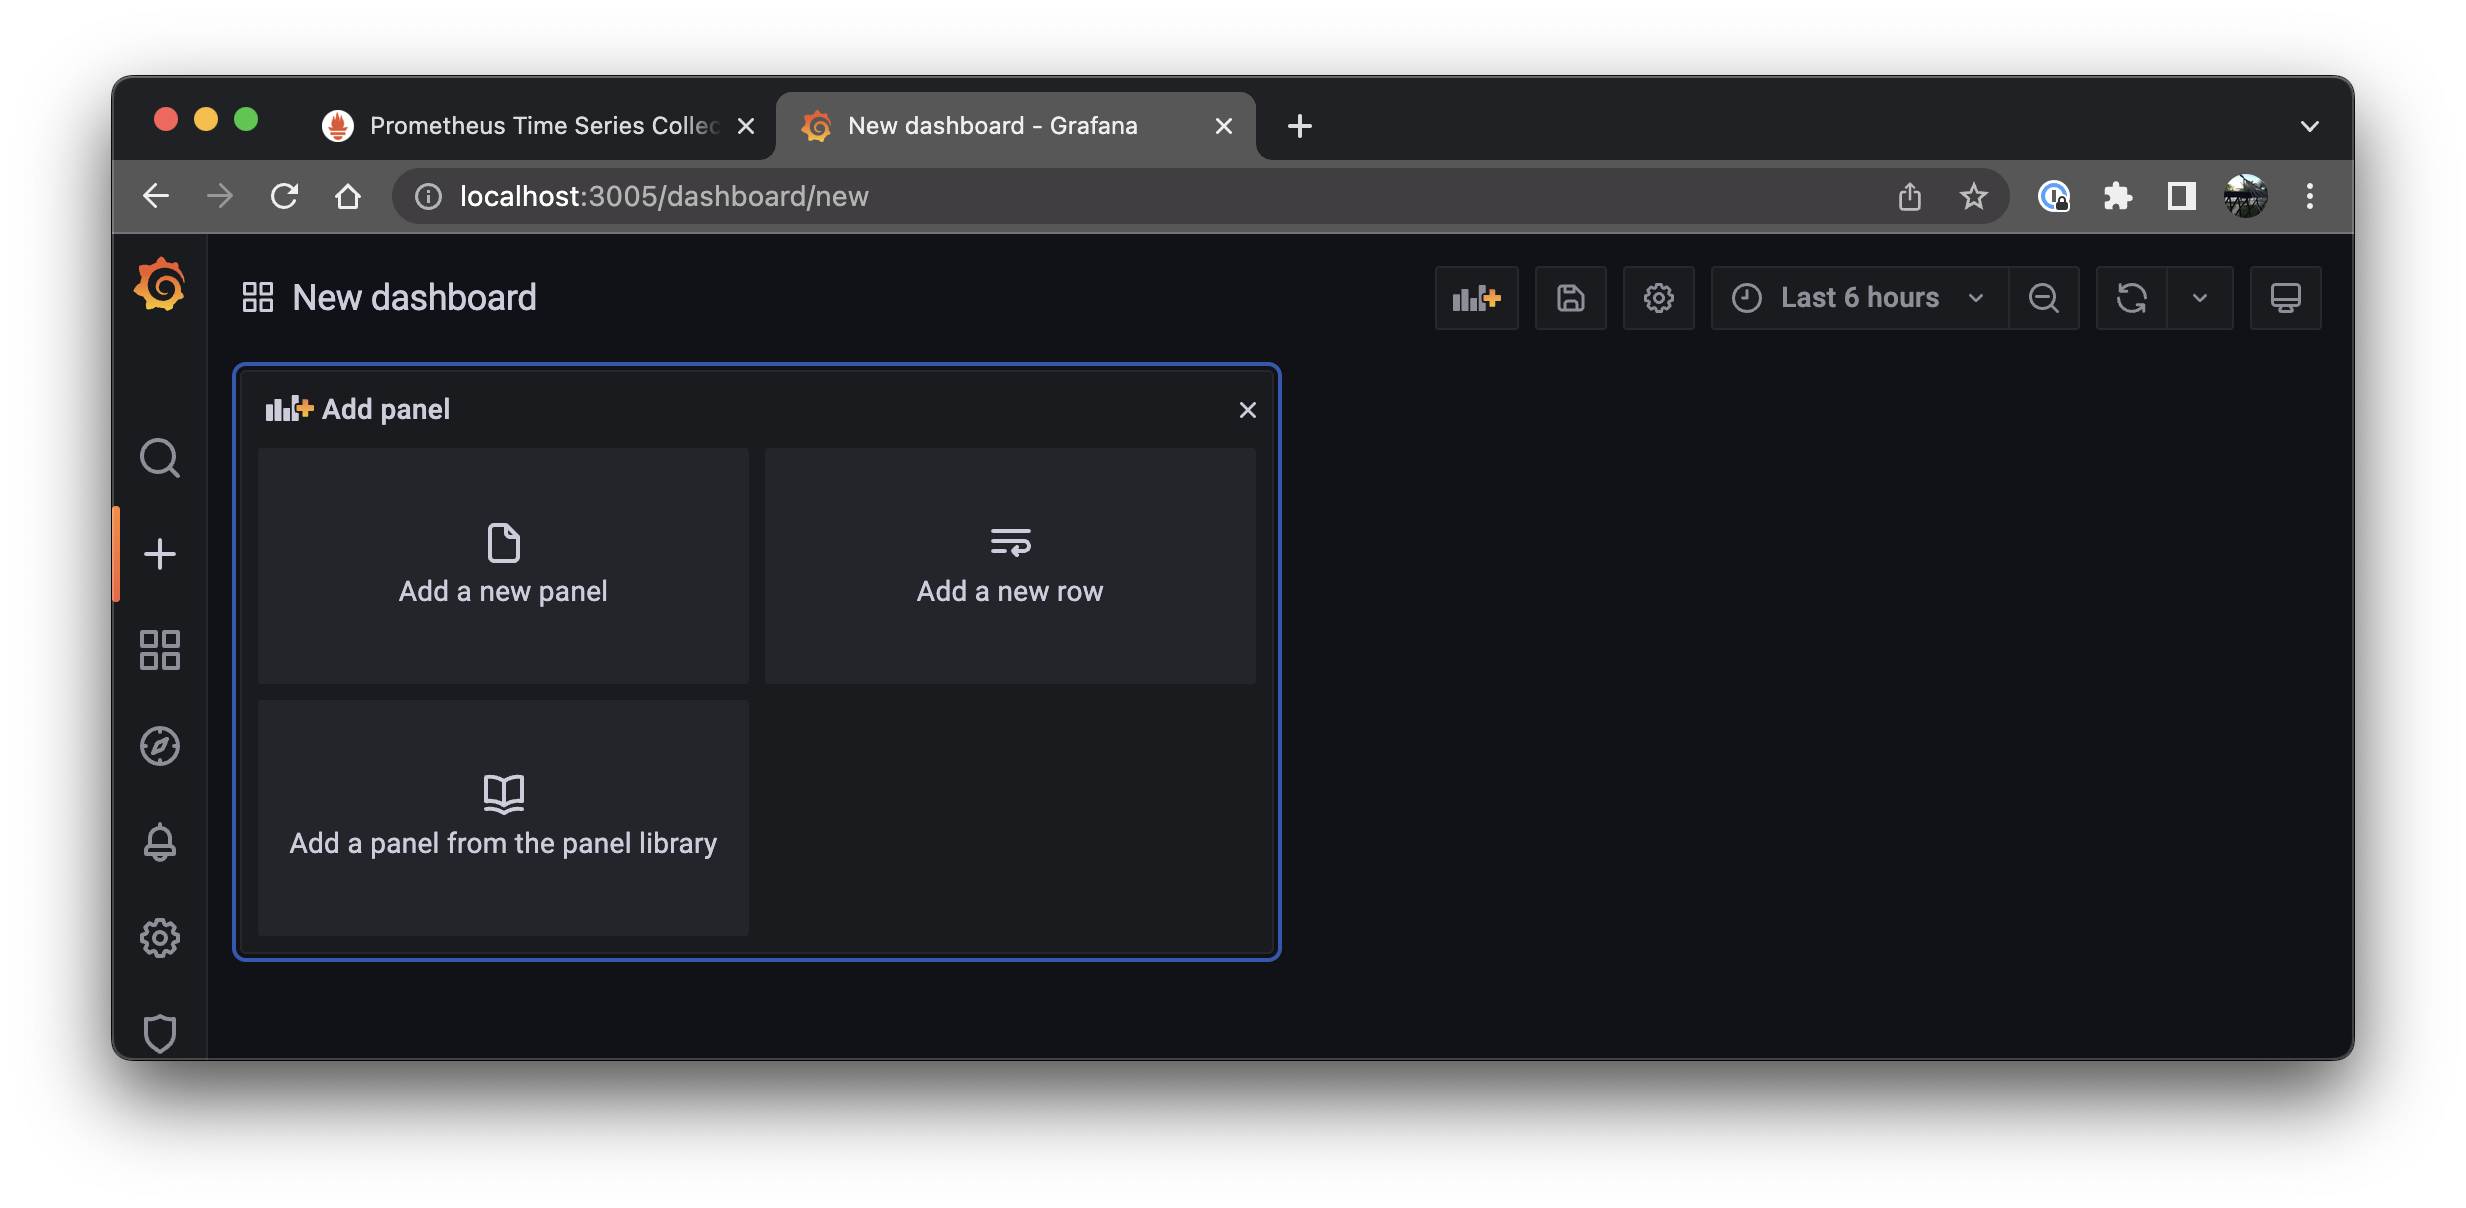 Prometheus Time Series Collec
New dashboard - Grafana
localhost:3005/dashboard/new
New dashboard
Last 6 hours
Add panel
Add a new panel
Add a new row
Add a panel from the panel library